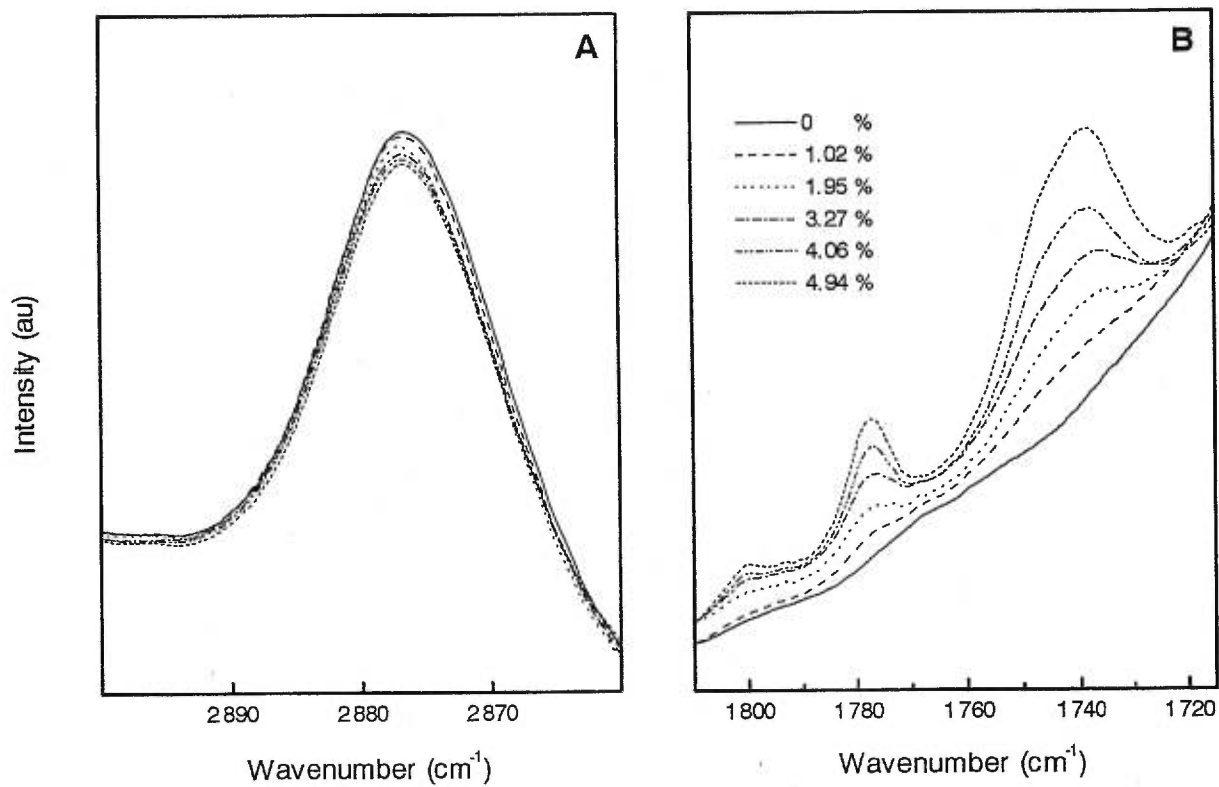 A
B
0 %
1.02 %
1.95 %
3.27 %
4.06 %
4.94 %
Intensity (au)
2890
2880
2870
1800
1780
1760
1740
1720
Wavenumber (cm-1)
Wavenumber (cm-1)